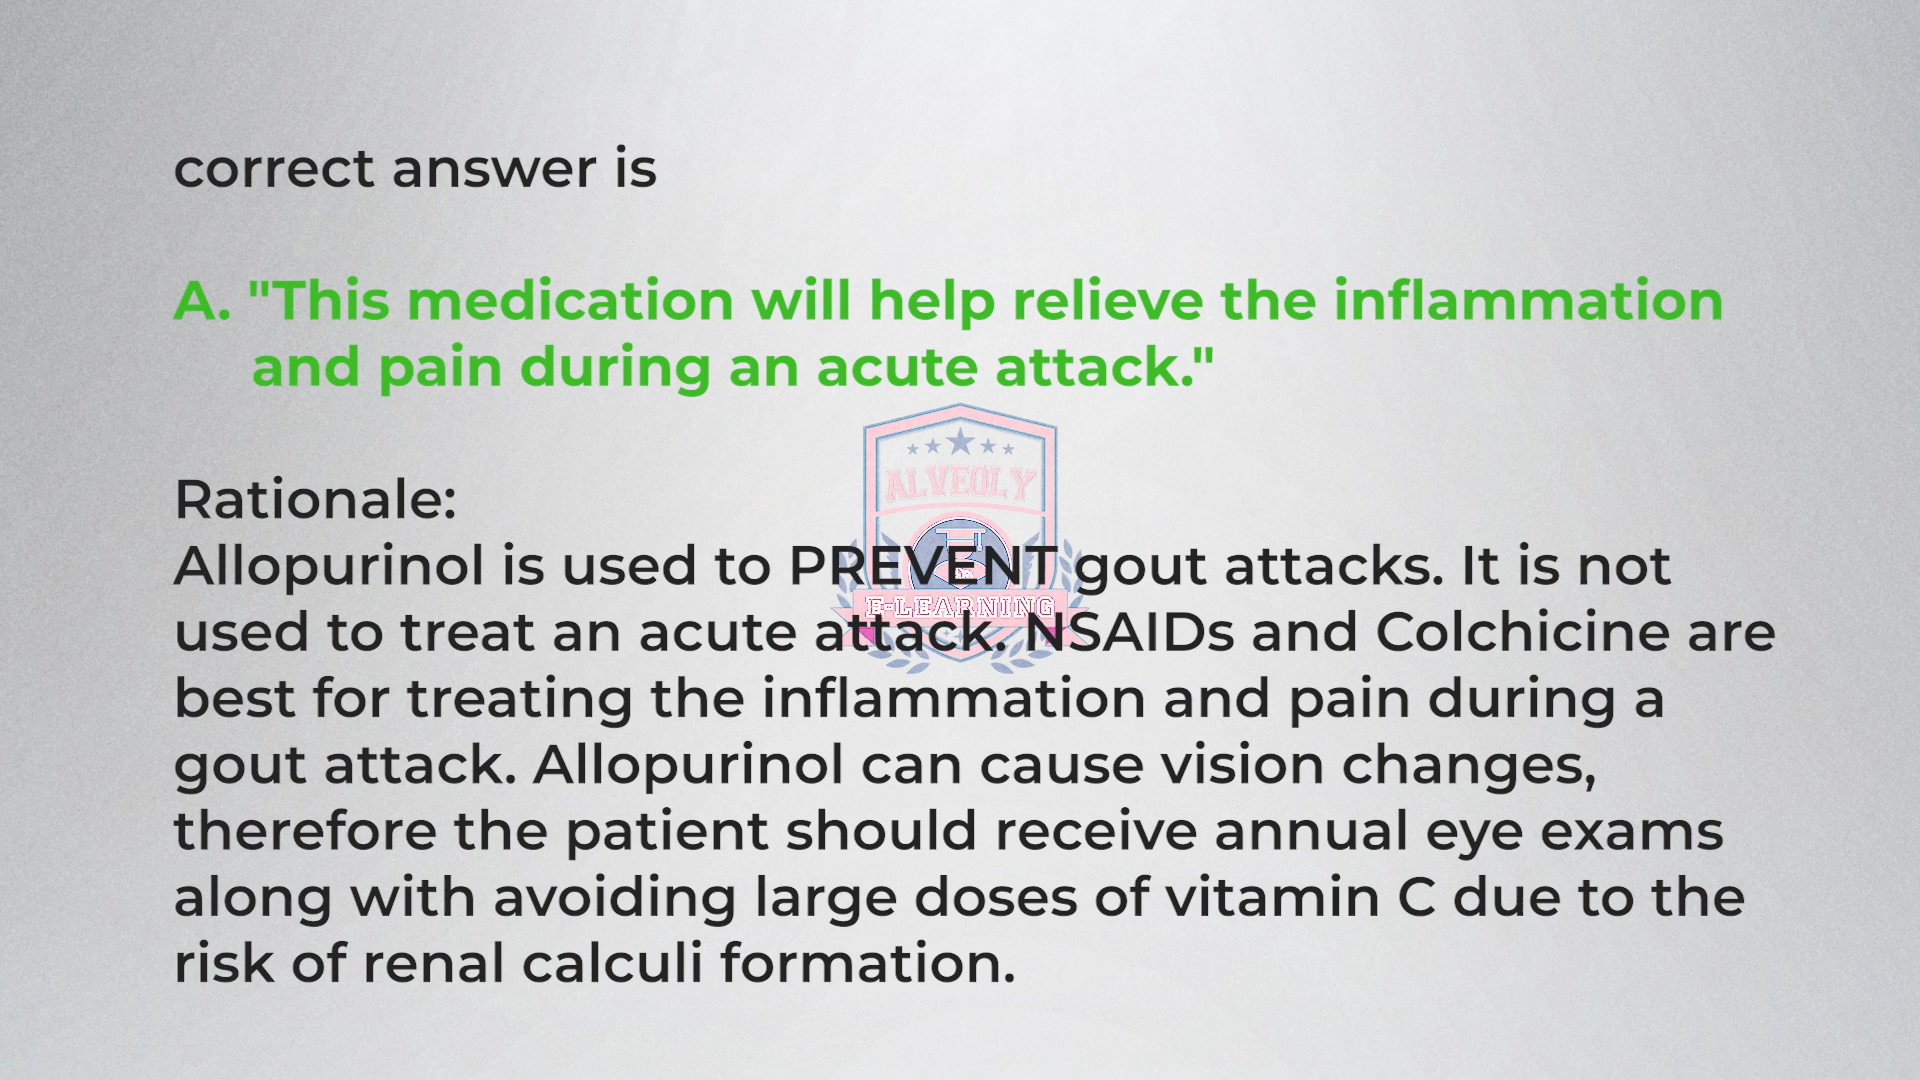 correct answer is
A. "This medication will help relieve the inflammation
and pain during an acute attack."
ALVEOLY
Rationale:
Allopurinol is used to PREVENT gout attacks. It is not
E-LEARNING
used to treat an acute attack. NSAIDs and Colchicine are
best for treating the inflammation and pain during a
gout attack. Allopurinol can cause vision changes,
therefore the patient should receive annual eye exams
along with avoiding large doses of vitamin C due to the
risk of renal calculi formation.